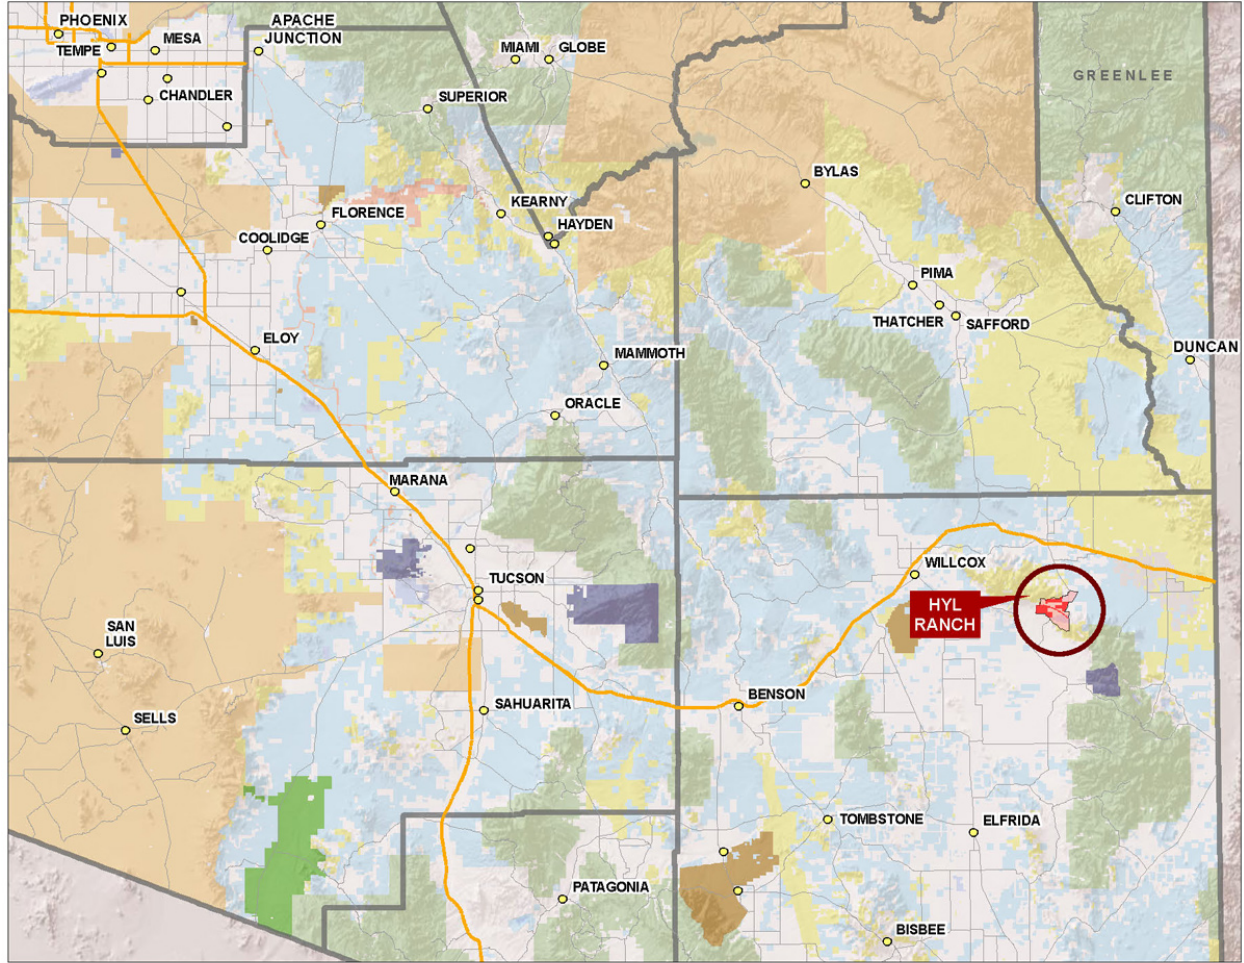 PHOENIX
TEMPE
MESA
CHANDLER
APACHE
JUNCTION
MIAMI
GLOBE
SUPERIOR
GREENLEE
BYLAS
CLIFTON
KEARNY
HAYDEN
FLORENCE
COOLIDGE
PIMA
THATCHER
SAFFORD
ELOY
MAMMOTH
DUNCAN
ORACLE
MARANA
WILLCOX
TUCSON
HYL
RANCH
SAN
LUIS
SELLS
SAHUARITA
BENSON
TOMBSTONE
ELFRIDA
PATAGONIA
BISBEE